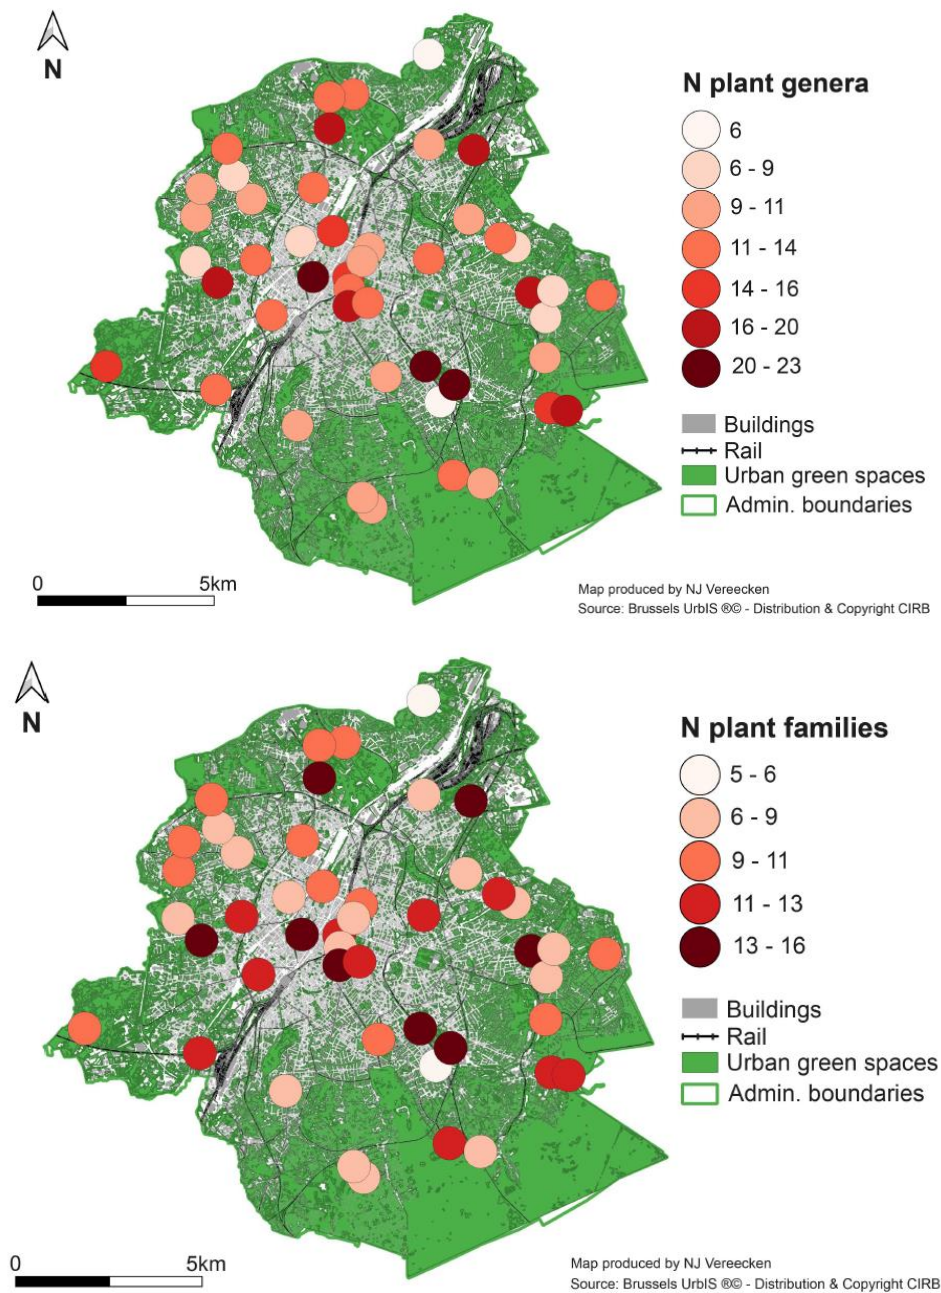 N
N plant genera
6
6 - 9
9 - 11
11 - 14
14 - 16
16 - 20
20 - 23
Buildings
Rail
Urban green spaces
Admin. boundaries
0 5km
Map produced by NJ Vereecken
Source: Brussels UrbIS ®© - Distribution & Copyright CIRB
N
N plant families
5 - 6
6 - 9
9 - 11
11 - 13
13 - 16
Buildings
Rail
Urban green spaces
Admin. boundaries
0 5km
Map produced by NJ Vereecken
Source: Brussels UrbIS ®© - Distribution & Copyright CIRB